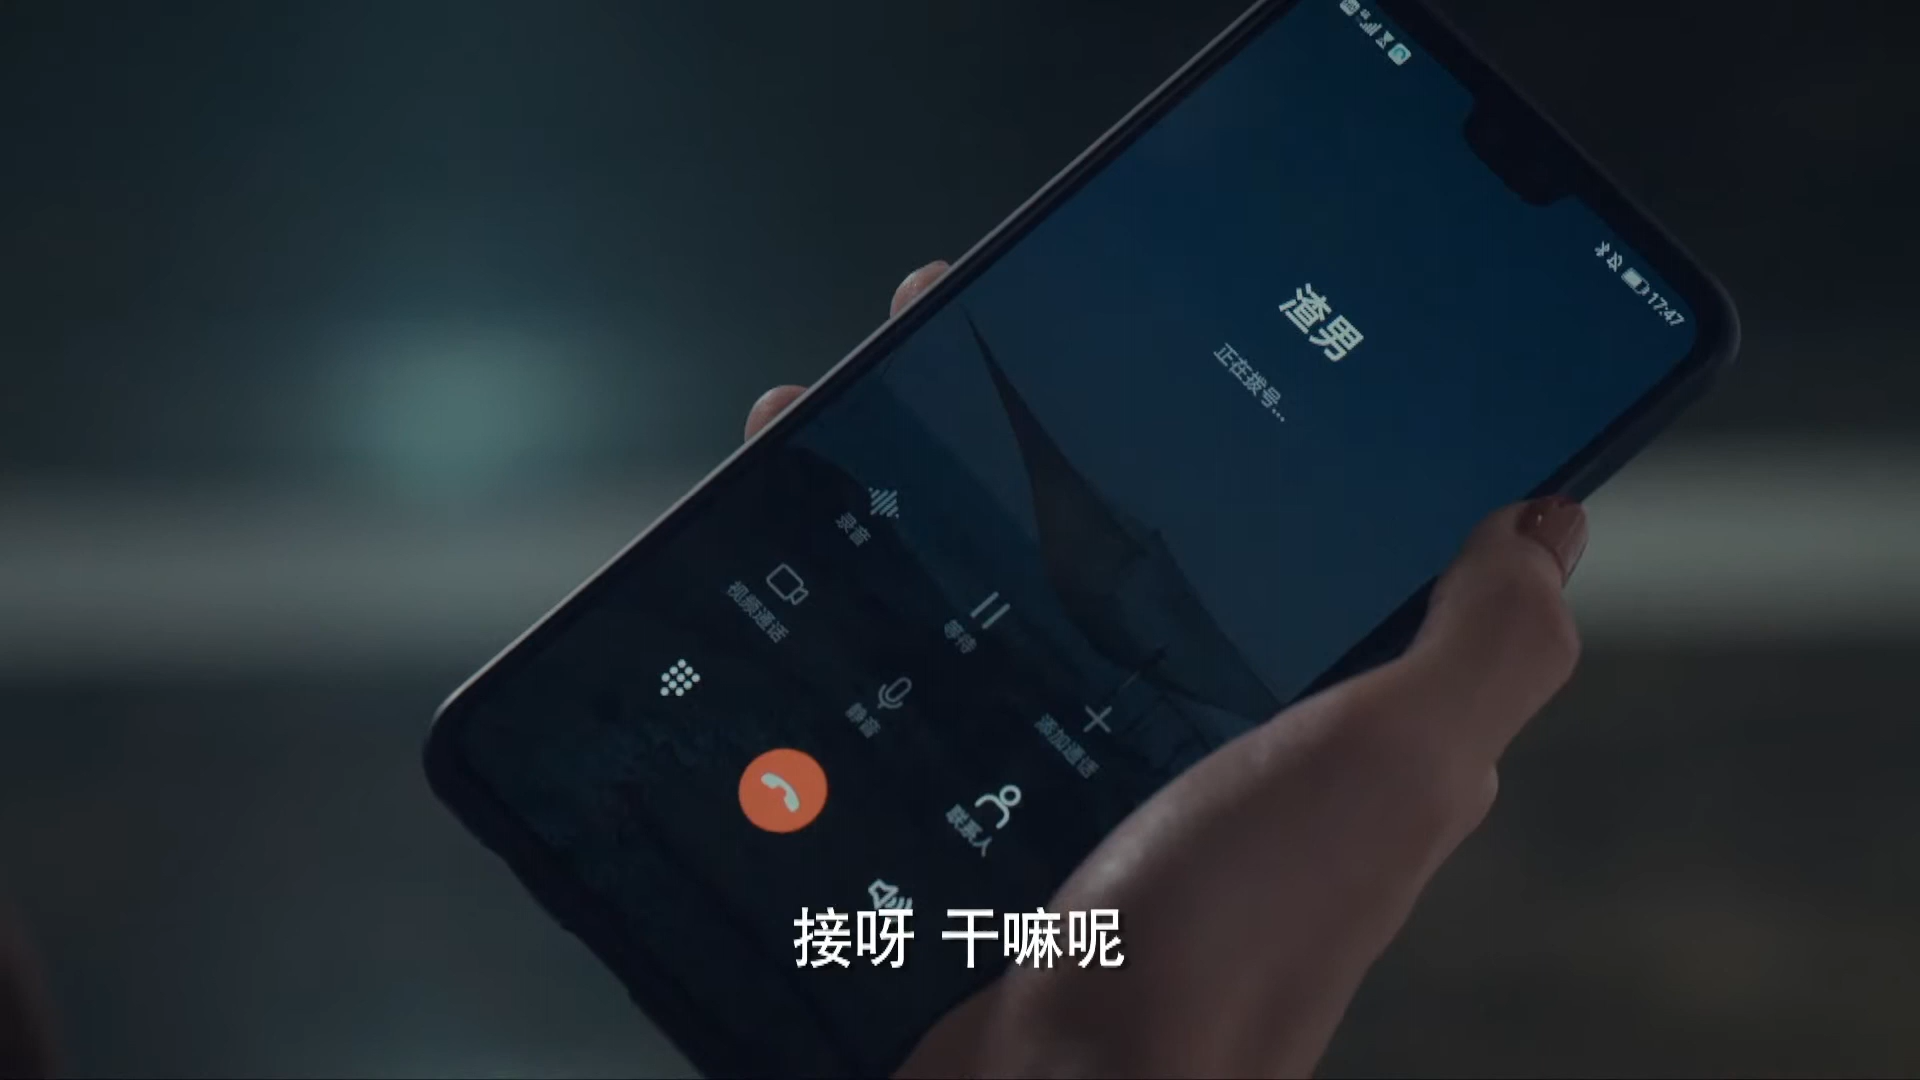 17:47
渣男
正在拨号...
录音
等待
添加通话
视频通话
静音
联系人
接呀 干嘛呢